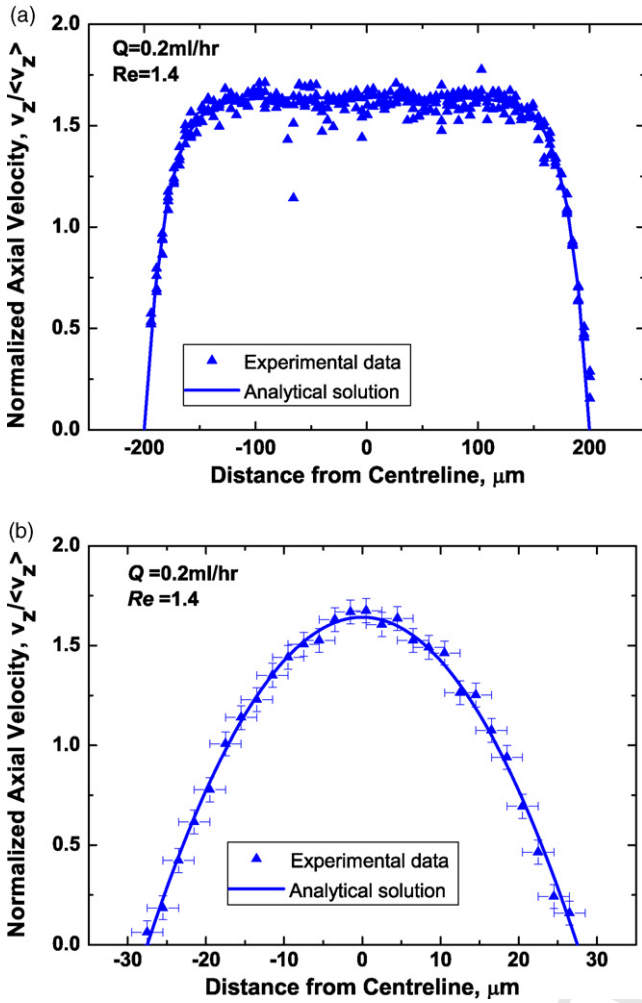 (a)
2.0
Q=0.2ml/hr
Re=1.4
1.5
1.0
0.5
0.0
Normalized Axial Velocity, v_z/<v_z>
Experimental data
Analytical solution
-200 -100 0 100 200
Distance from Centreline, μm
(b)
2.0
Q =0.2ml/hr
Re =1.4
1.5
1.0
0.5
0.0
Normalized Axial Velocity, v_z/<v_z>
Experimental data
Analytical solution
-30 -20 -10 0 10 20 30
Distance from Centreline, μm